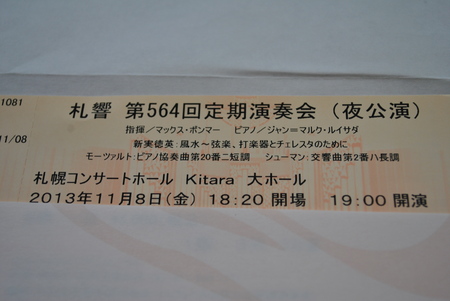 1081
札響 第564回定期演奏会 (夜公演)
11/08
指揮／マックス・ポンマー ピアノ／ジャン=マルク・ルイサダ
新実徳英：風水～弦楽、打楽器とチェレスタのために
モーツァルト：ピアノ協奏曲第20番ニ短調 シューマン：交響曲第2番ハ長調
札幌コンサートホール Kitara 大ホール
2013年11月8日(金) 18:20 開場 19:00 開演